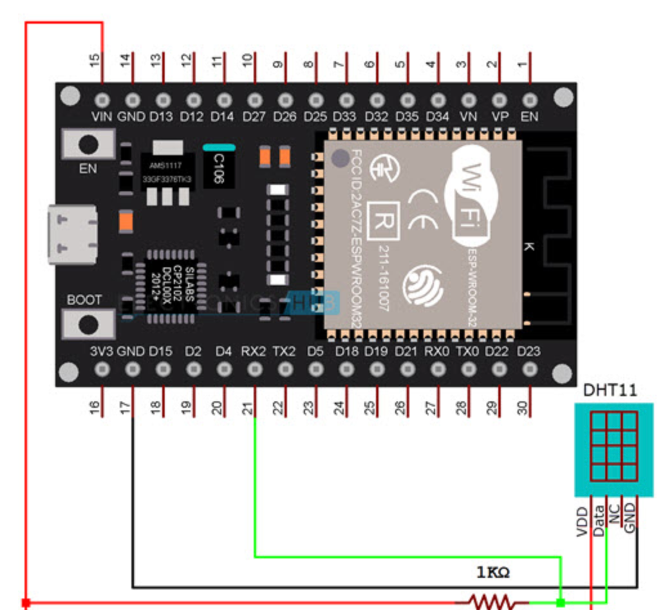 15 14 13 12 11 10 9 8 7 6 5 4 3 2 1
VIN GND D13 D12 D14 D27 D26 D25 D33 D32 D35 D34 VN VP EN
EN
AMS1117
33GF3376TH3
C106
FCC ID:2AC7Z-ESPWROOM32
CE
R
211-161007
Wi Fi
ESP-WROOM-32
K
SILABS
CP2102
DCL00X
2012+
ELECTRONICS HUB
BOOT
3V3 GND D15 D2 D4 RX2 TX2 D5 D18 D19 D21 RX0 TX0 D22 D23
16 17 18 19 20 21 22 23 24 25 26 27 28 29 30
DHT11
VDD
Data
NC
GND
1KΩ